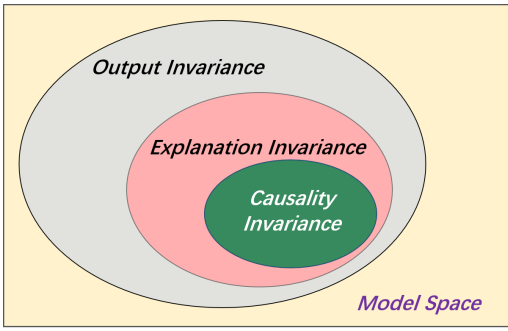 Output Invariance
Explanation Invariance
Causality
Invariance
Model Space